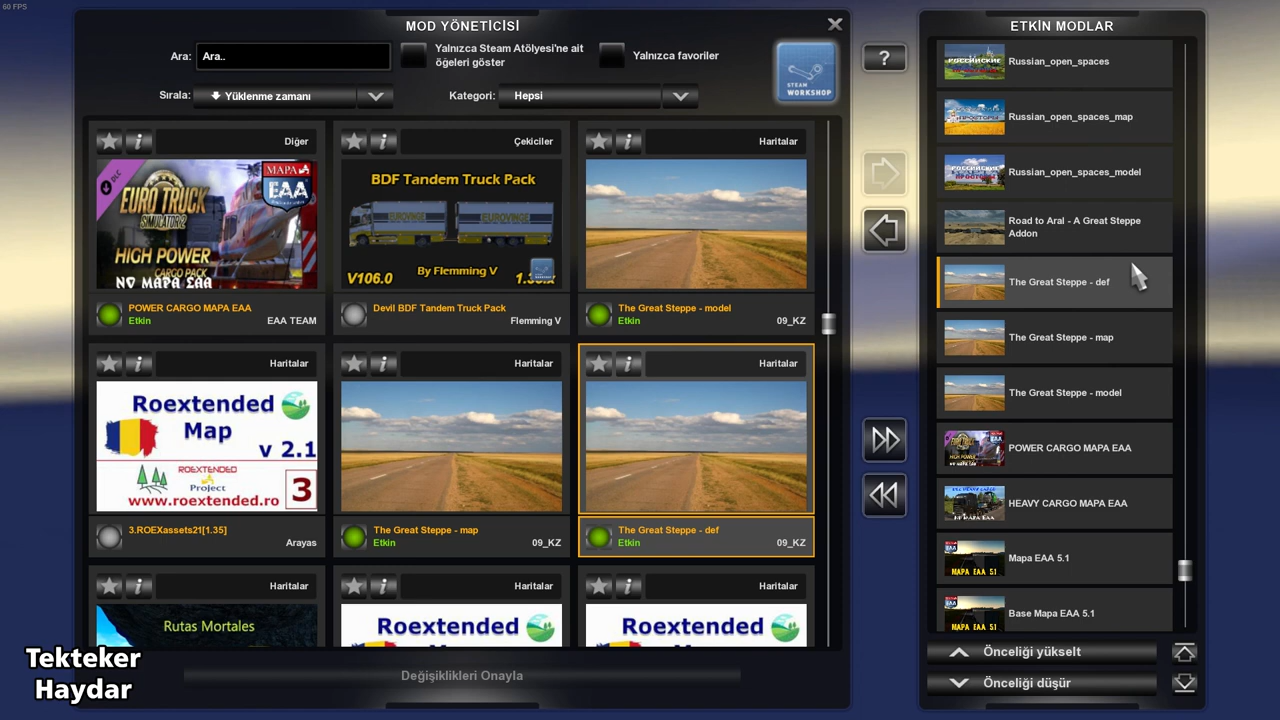 60 FPS
MOD YÖNETİCİSİ
Ara:
Ara..
Yalnızca Steam Atölyesi'ne ait
öğeleri göster
Yalnızca favoriler
STEAM
WORKSHOP
Sırala:
Yüklenme zamanı
Kategori:
Hepsi
Diğer
DLC
MAPA
EAA
EURO TRUCK
SIMULATOR 2
HIGH POWER
CARGO PACK
NV MAPA EAA
POWER CARGO MAPA EAA
Etkin
EAA TEAM
Çekiciler
BDF Tandem Truck Pack
By Flemming V
V106.0
Devil BDF Tandem Truck Pack
Flemming V
Haritalar
The Great Steppe - model
Etkin
09_KZ
Haritalar
Roextended
Map
v 2.1
ROEXTENDED
Project
3
www.roextended.ro
3.ROEXassets21[1.35]
Arayas
Haritalar
The Great Steppe - map
Etkin
09_KZ
Haritalar
The Great Steppe - def
Etkin
09_KZ
Haritalar
Rutas Mortales
Haritalar
Roextended
Haritalar
Roextended
Değişiklikleri Onayla
Tekteker
Haydar
?
ETKİN MODLAR
Russian_open_spaces
Russian_open_spaces_map
Russian_open_spaces_model
Road to Aral - A Great Steppe
Addon
The Great Steppe - def
The Great Steppe - map
The Great Steppe - model
POWER CARGO MAPA EAA
HEAVY CARGO MAPA EAA
MAPA EAA 51
Mapa EAA 5.1
MAPA EAA 51
Base Mapa EAA 5.1
Önceliği yükselt
Önceliği düşür